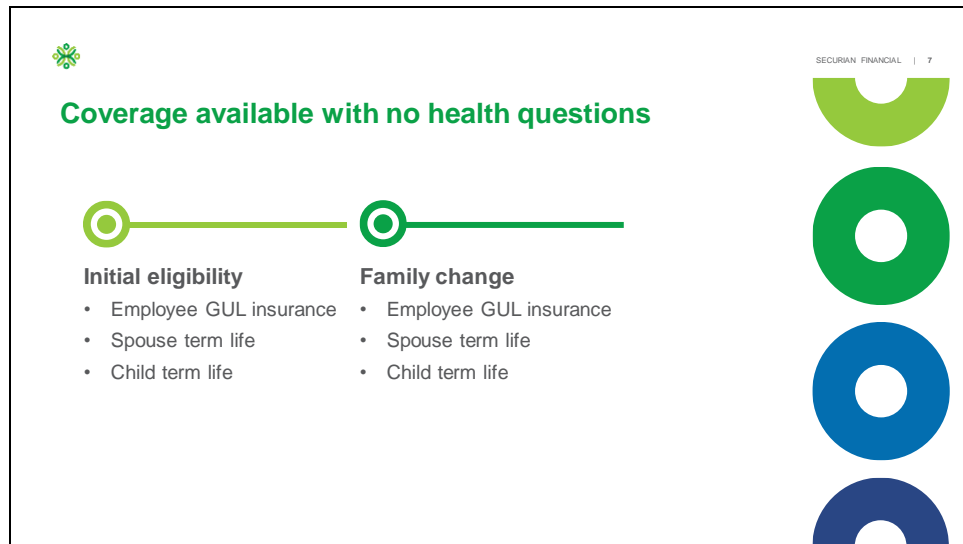 SECURIAN FINANCIAL | 7
Coverage available with no health questions
Initial eligibility
• Employee GUL insurance
• Spouse term life
• Child term life
Family change
• Employee GUL insurance
• Spouse term life
• Child term life